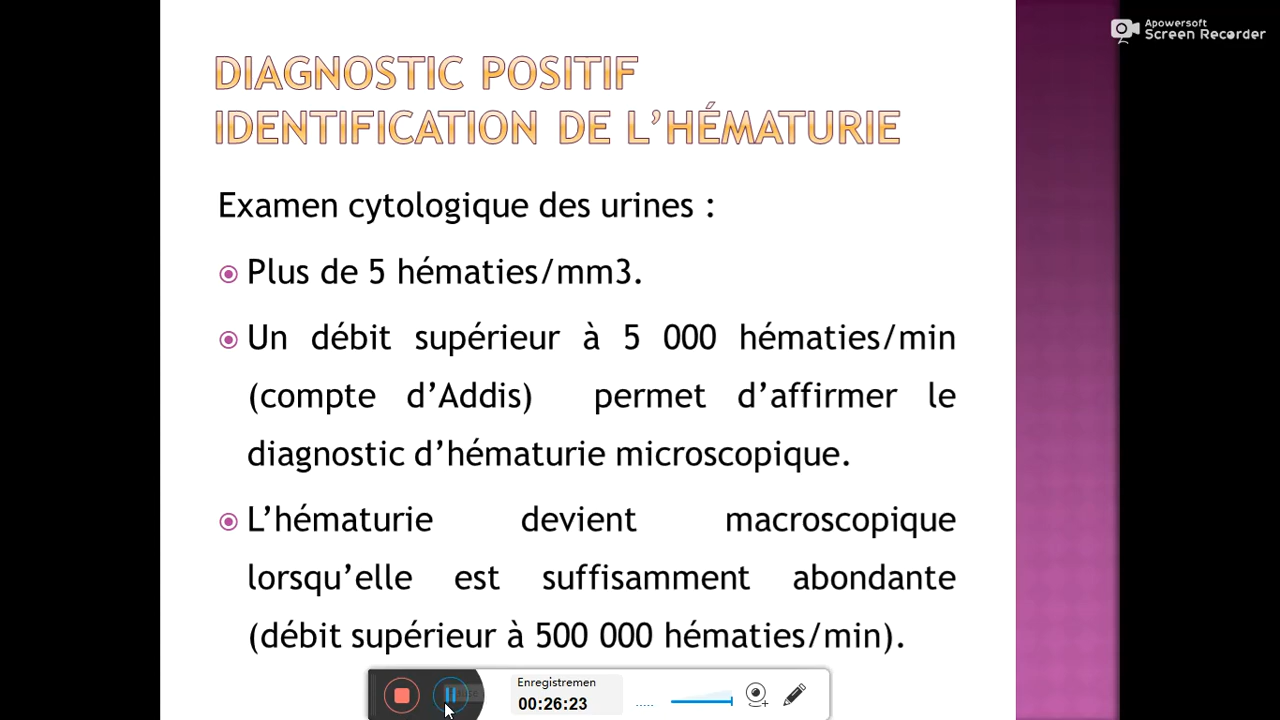 Apowersoft
Screen Recorder
DIAGNOSTIC POSITIF
IDENTIFICATION DE L’HÉMATURIE
Examen cytologique des urines :
Plus de 5 hématies/mm3.
Un débit supérieur à 5 000 hématies/min
(compte d’Addis) permet d’affirmer le
diagnostic d’hématurie microscopique.
L’hématurie devient macroscopique
lorsqu’elle est suffisamment abondante
(débit supérieur à 500 000 hématies/min).
Enregistremen
00:26:23